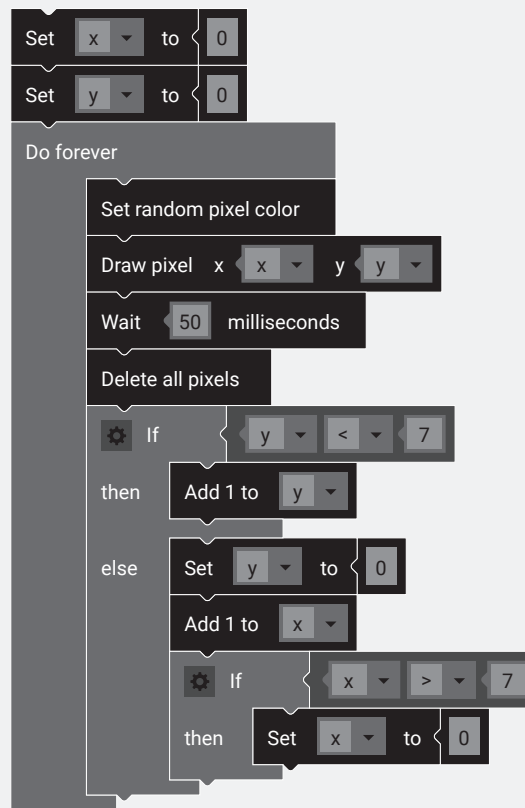 Set x to 0
Set y to 0
Do forever
Set random pixel color
Draw pixel x x y y
Wait 50 milliseconds
Delete all pixels
If y < 7
then Add 1 to y
else Set y to 0
Add 1 to x
If x > 7
then Set x to 0